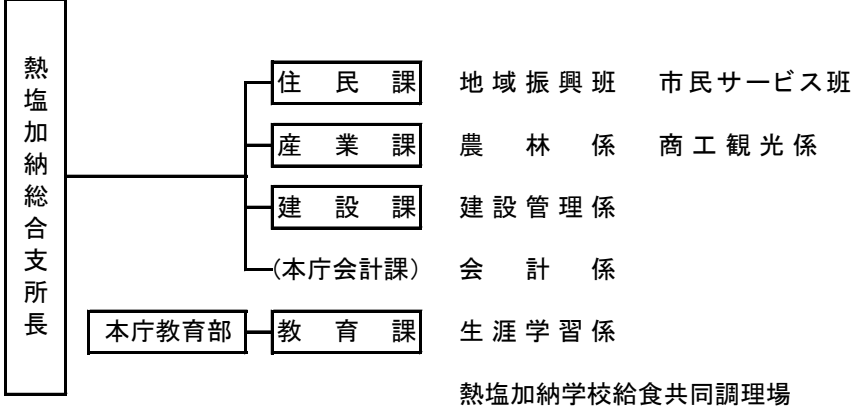 熱塩加納総合支所長
住民課 地域振興班 市民サービス班
産業課 農林係 商工観光係
建設課 建設管理係
(本庁会計課) 会計係
本庁教育部 教育課 生涯学習係
熱塩加納学校給食共同調理場